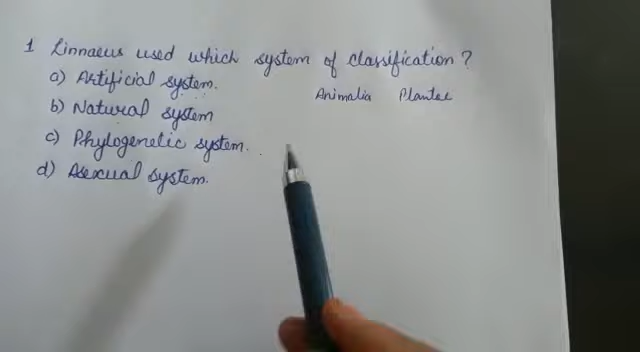 1 Linnaeus used which system of classification?
a) Artificial system.
Animalia Plantae
b) Natural system
c) Phylogenetic system.
d) Asexual system.